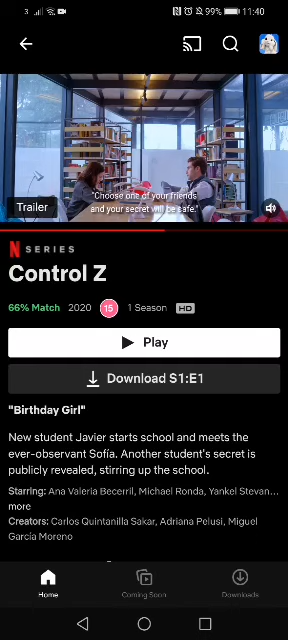 3 99% 11:40
"Choose one of your friends
and your secret will be safe."
Trailer
N SERIES
Control Z
66% Match 2020 15 1 Season HD
Play
Download S1:E1
"Birthday Girl"
New student Javier starts school and meets the
ever-observant Sofía. Another student's secret is
publicly revealed, stirring up the school.
Starring: Ana Valeria Becerril, Michael Ronda, Yankel Stevan...
more
Creators: Carlos Quintanilla Sakar, Adriana Pelusi, Miguel
García Moreno
Home Coming Soon Downloads